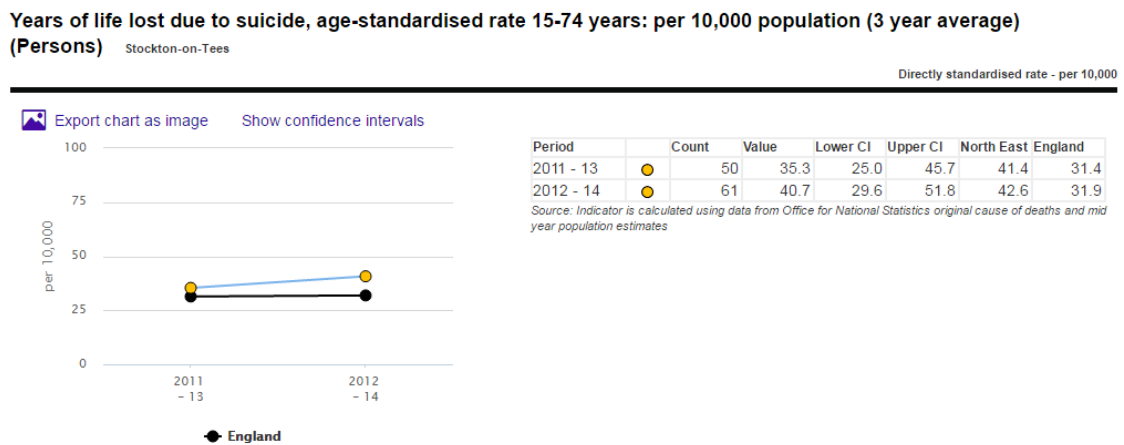 Years of life lost due to suicide, age-standardised rate 15-74 years: per 10,000 population (3 year average)
(Persons) Stockton-on-Tees
Directly standardised rate - per 10,000
Export chart as image Show confidence intervals
100
75
50
25
0
per 10,000
2011
- 13
2012
- 14
England
Period Count Value Lower CI Upper CI North East England
2011 - 13 50 35.3 25.0 45.7 41.4 31.4
2012 - 14 61 40.7 29.6 51.8 42.6 31.9
Source: Indicator is calculated using data from Office for National Statistics original cause of deaths and mid
year population estimates